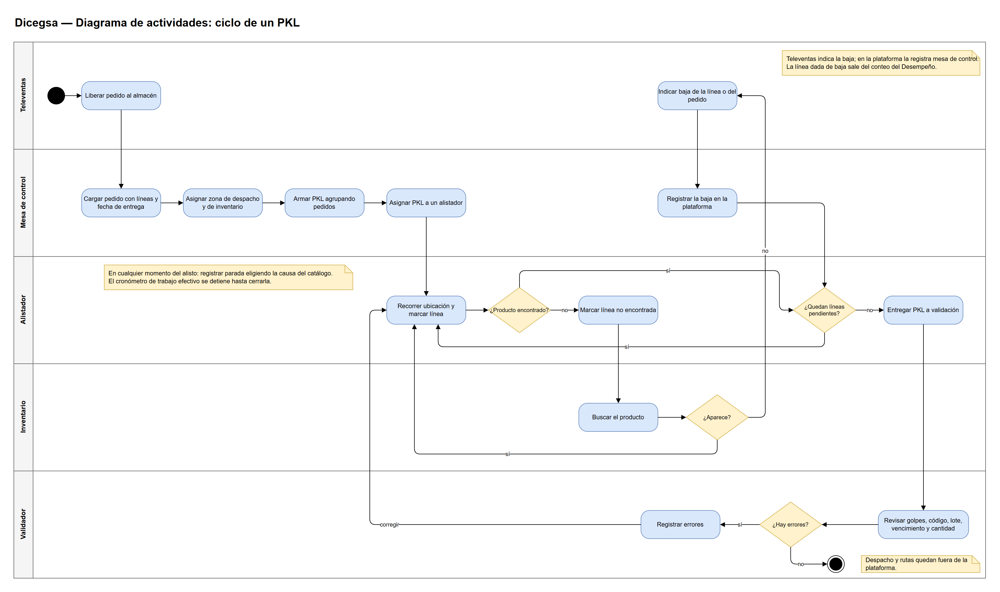 Dicegsa — Diagrama de actividades: ciclo de un PKL
Televentas
Televentas indica la baja; en la plataforma la registra mesa de control.
La línea dada de baja sale del conteo del Desempeño.
Liberar pedido al almacén
Indicar baja de la línea o del
pedido
Mesa de control
Cargar pedido con líneas y
fecha de entrega
Asignar zona de despacho
y de inventario
Armar PKL agrupando
pedidos
Asignar PKL a un alistador
Registrar la baja en la
plataforma
no
Alistador
En cualquier momento del alisto: registrar parada eligiendo la causa del catálogo.
El cronómetro de trabajo efectivo se detiene hasta cerrarla.
sí
Recorrer ubicación y
marcar línea
¿Producto encontrado?
no
Marcar línea no encontrada
¿Quedan líneas
pendientes?
no
Entregar PKL a validación
sí
Inventario
Buscar el producto
¿Aparece?
sí
Validador
corregir
Registrar errores
sí
¿Hay errores?
Revisar golpes, código, lote,
vencimiento y cantidad
no
Despacho y rutas quedan fuera de la
plataforma.